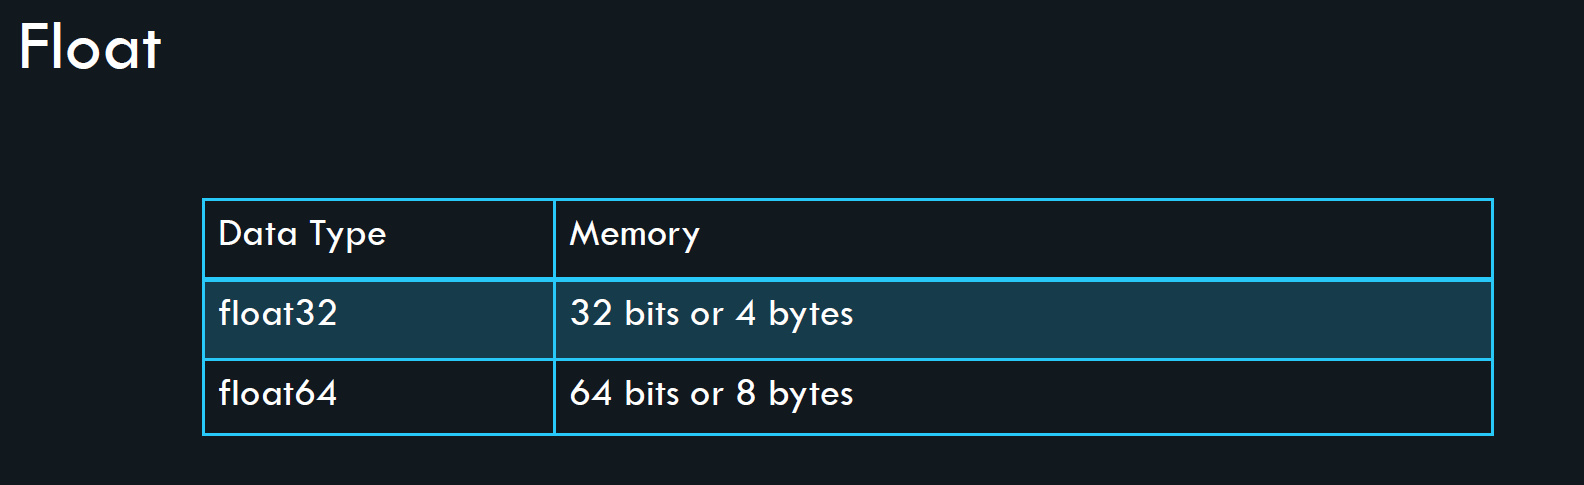 Float
Data Type Memory
float32 32 bits or 4 bytes
float64 64 bits or 8 bytes